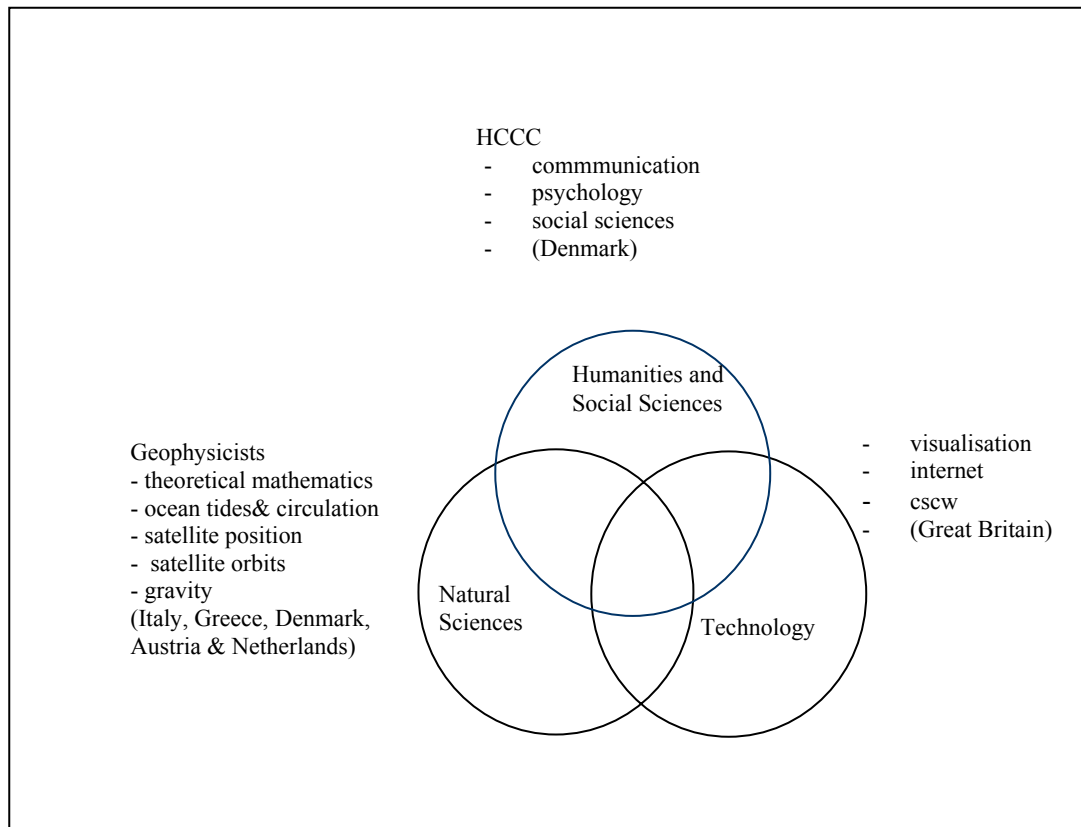 HCCC
- commmunication
- psychology
- social sciences
- (Denmark)
Humanities and
Social Sciences
Geophysicists
- theoretical mathematics
- ocean tides& circulation
- satellite position
- satellite orbits
- gravity
(Italy, Greece, Denmark,
Austria & Netherlands)
- visualisation
- internet
- cscw
- (Great Britain)
Natural
Sciences
Technology